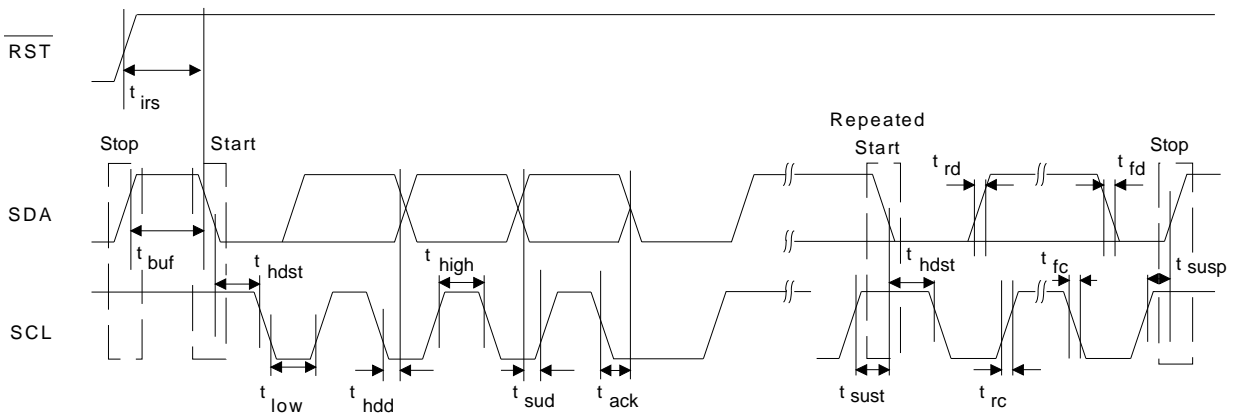 RST
t irs
Repeated
Stop Start Start Stop
t rd t fd
SDA
t buf t hdst t high t hdst t fc t susp
SCL
t low t hdd t sud t ack t sust t rc